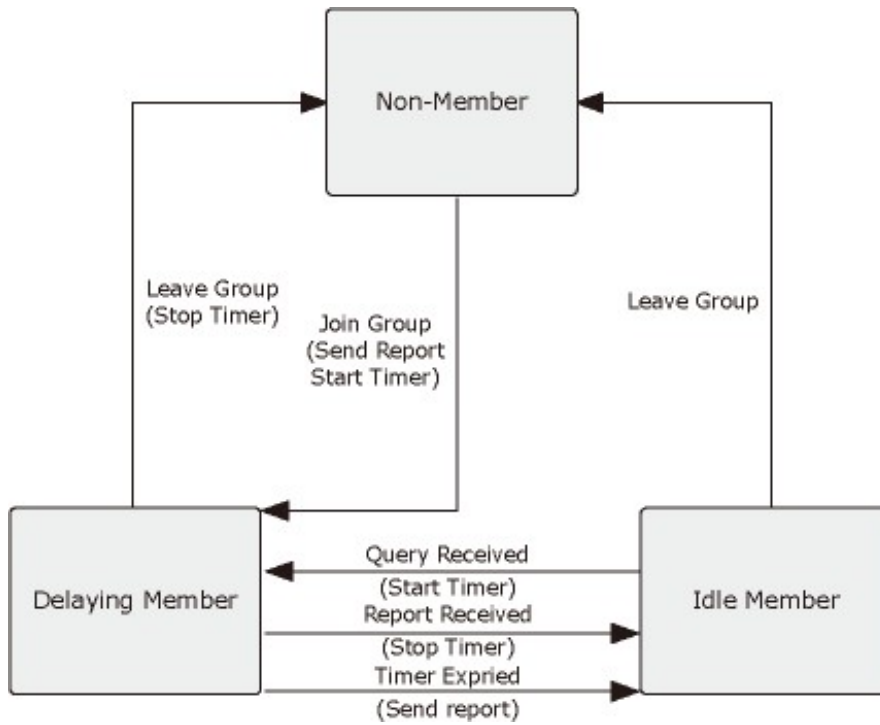 Non-Member
Leave Group
(Stop Timer)
Join Group
(Send Report
Start Timer)
Leave Group
Delaying Member
Query Received
(Start Timer)
Report Received
(Stop Timer)
Timer Expried
(Send report)
Idle Member